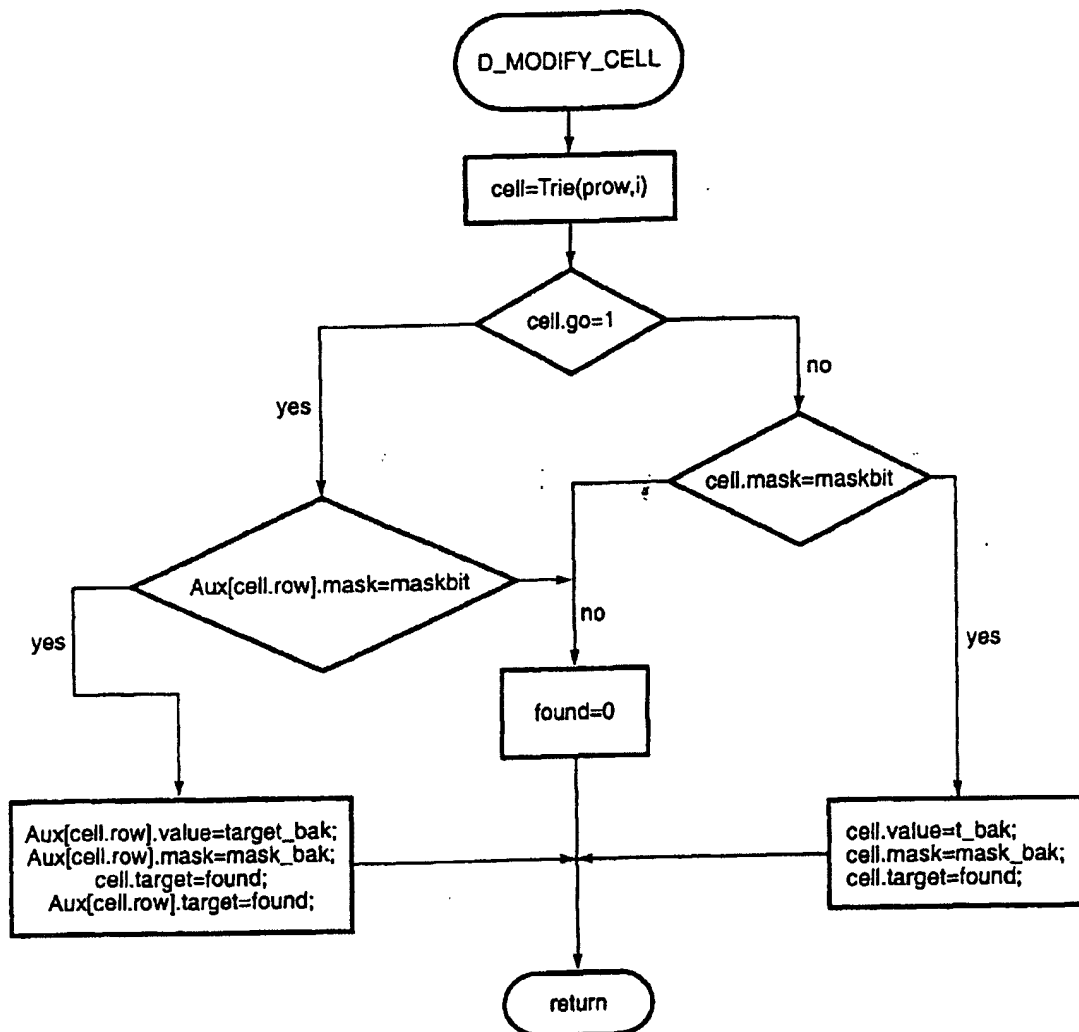 D_MODIFY_CELL
cell=Trie(prow,i)
cell.go=1
yes
no
cell.mask=maskbit
Aux[cell.row].mask=maskbit
no
yes
yes
found=0
Aux[cell.row].value=target_bak;
Aux[cell.row].mask=mask_bak;
cell.target=found;
Aux[cell.row].target=found;
cell.value=t_bak;
cell.mask=mask_bak;
cell.target=found;
return